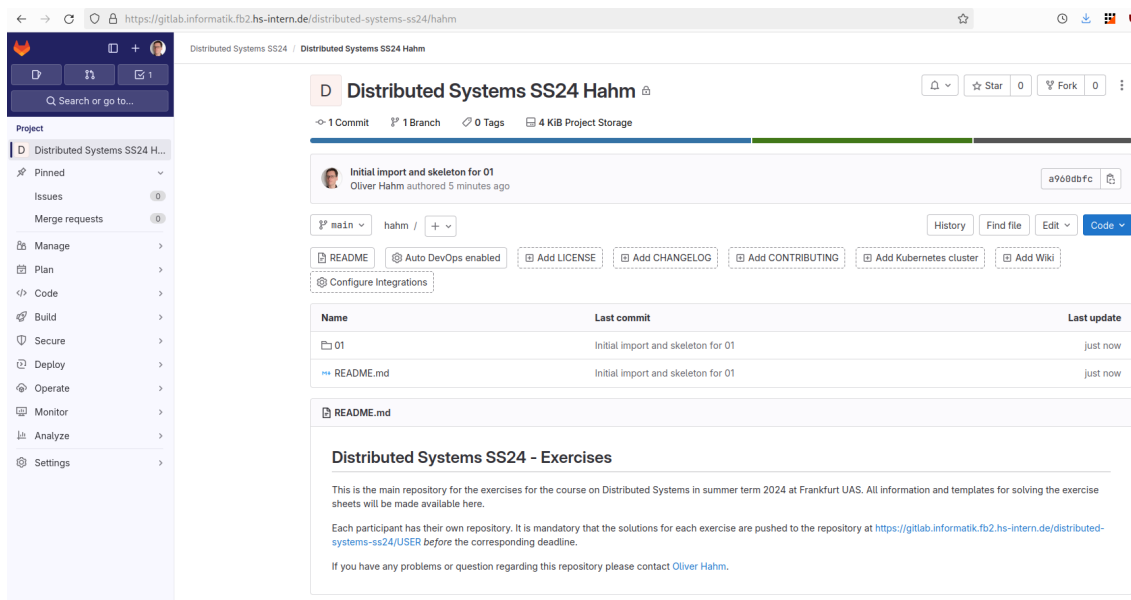 https://gitlab.informatik.fb2.hs-intern.de/distributed-systems-ss24/hahm
Distributed Systems SS24 / Distributed Systems SS24 Hahm
1
Search or go to...
Project
D Distributed Systems SS24 H...
Pinned
Issues 0
Merge requests 0
Manage
Plan
Code
Build
Secure
Deploy
Operate
Monitor
Analyze
Settings
D Distributed Systems SS24 Hahm
Star 0 Fork 0
1 Commit 1 Branch 0 Tags 4 KiB Project Storage
Initial import and skeleton for 01
Oliver Hahm authored 5 minutes ago
a960dbfc
main hahm / + History Find file Edit Code
README Auto DevOps enabled Add LICENSE Add CHANGELOG Add CONTRIBUTING Add Kubernetes cluster Add Wiki
Configure Integrations
Name Last commit Last update
01 Initial import and skeleton for 01 just now
README.md Initial import and skeleton for 01 just now
README.md
Distributed Systems SS24 - Exercises
This is the main repository for the exercises for the course on Distributed Systems in summer term 2024 at Frankfurt UAS. All information and templates for solving the exercise
sheets will be made available here.
Each participant has their own repository. It is mandatory that the solutions for each exercise are pushed to the repository at https://gitlab.informatik.fb2.hs-intern.de/distributed-
systems-ss24/USER before the corresponding deadline.
If you have any problems or question regarding this repository please contact Oliver Hahm.